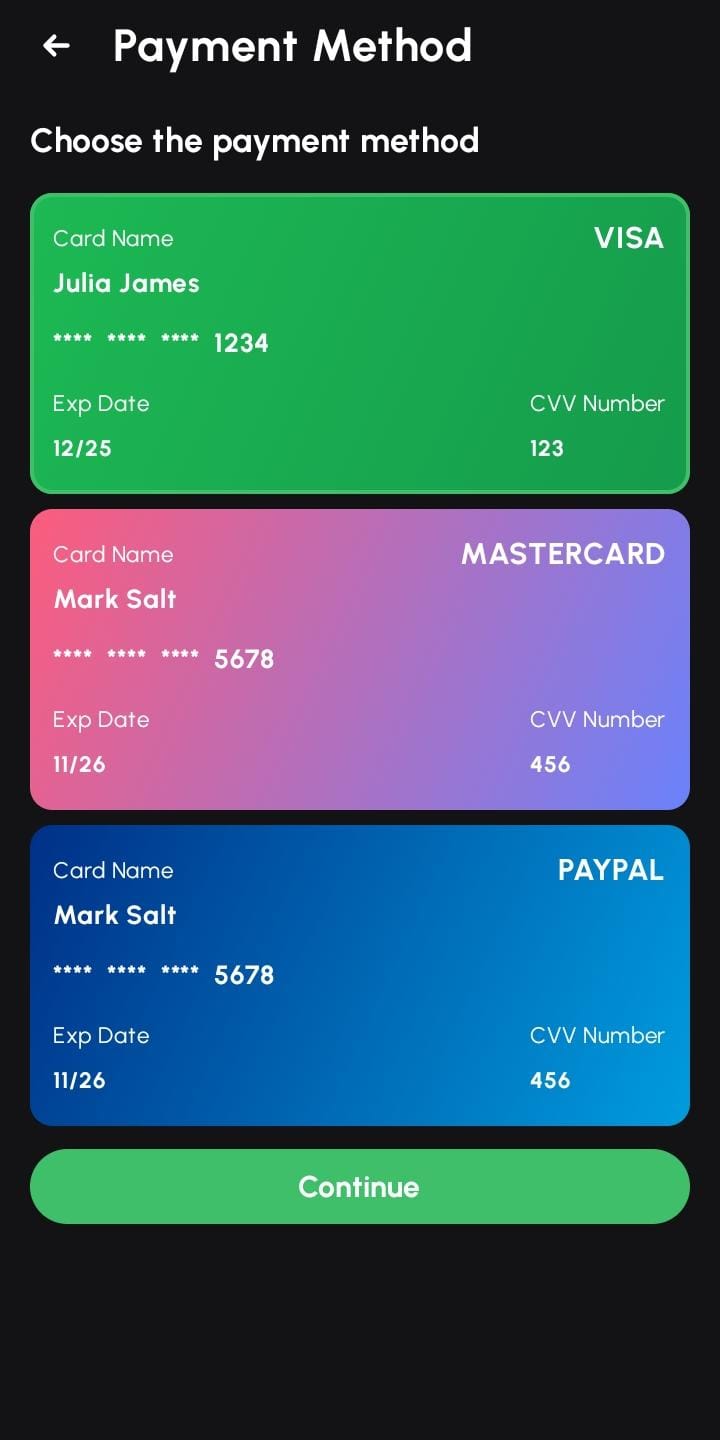 Payment Method
Choose the payment method
Card Name VISA
Julia James
**** **** **** 1234
Exp Date CVV Number
12/25 123
Card Name MASTERCARD
Mark Salt
**** **** **** 5678
Exp Date CVV Number
11/26 456
Card Name PAYPAL
Mark Salt
**** **** **** 5678
Exp Date CVV Number
11/26 456
Continue